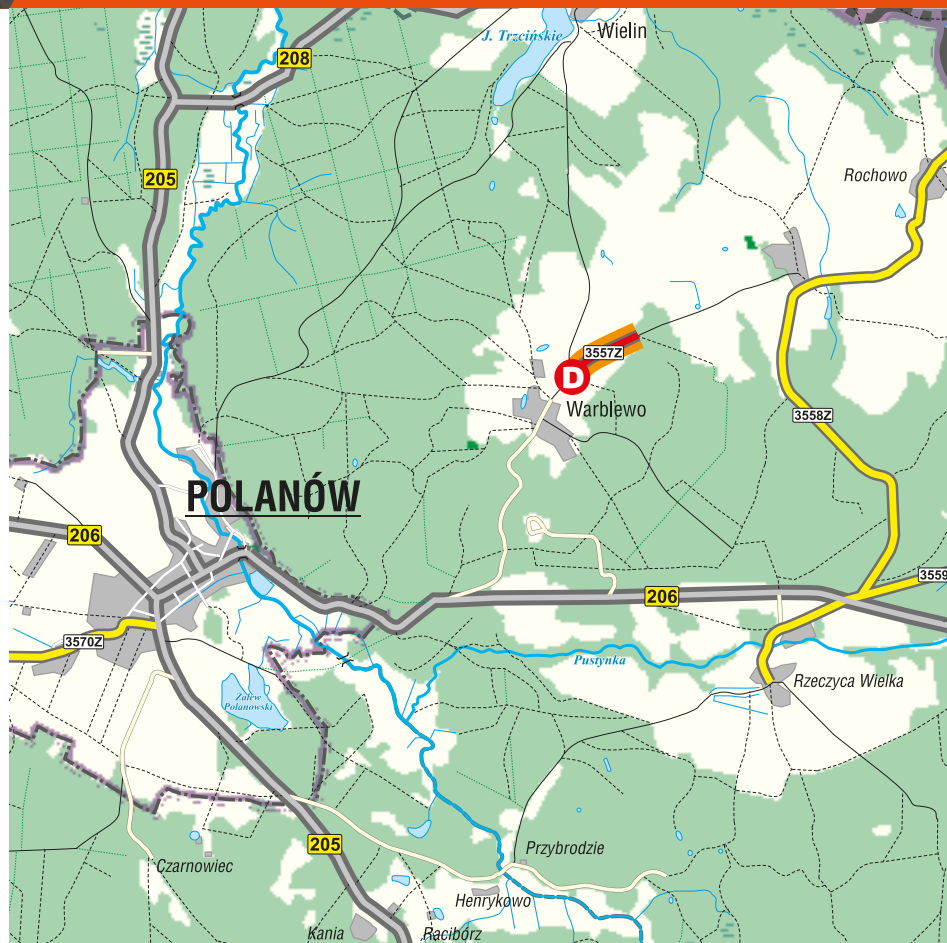 J. Trzcińskie
Wielin
208
205
Rochowo
3557Z
D
Warblewo
3558Z
POLANÓW
206
3559
206
3570Z
Pustynka
Rzeczyca Wielka
Zalew
Polanowski
205
Przybrodzie
Czarnowiec
Henrykowo
Kania
Racibórz